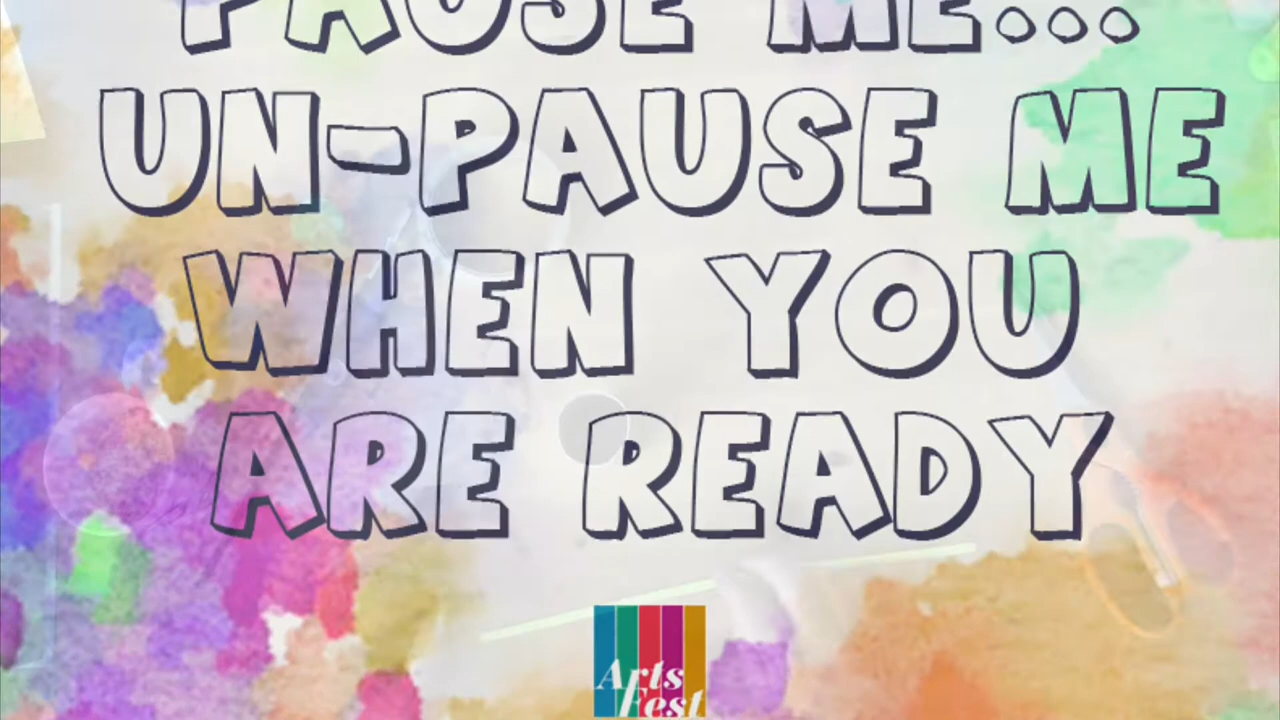 PAUSE ME...
UN-PAUSE ME
WHEN YOU
ARE READY
Arts
Fest